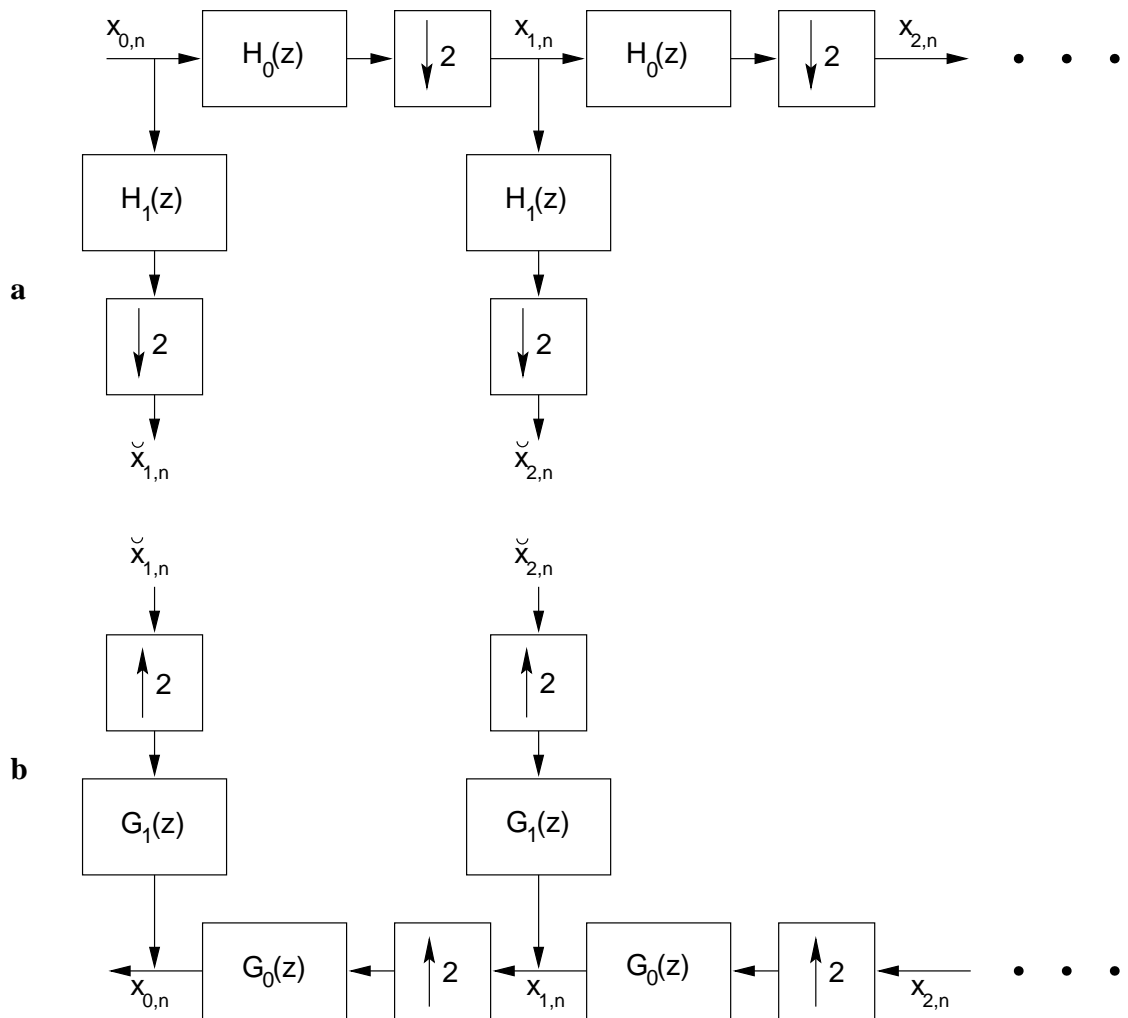 x0,n H0(z) ↓2 x1,n H0(z) ↓2 x2,n • • •
H1(z) H1(z)
a
↓2 ↓2
x̆1,n x̆2,n
x̆1,n x̆2,n
↑2 ↑2
b
G1(z) G1(z)
x0,n G0(z) ↑2 x1,n G0(z) ↑2 x2,n • • •